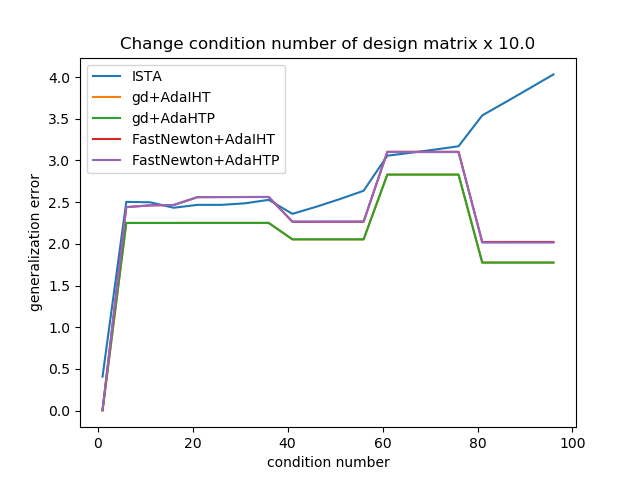 Change condition number of design matrix x 10.0
ISTA
gd+AdaIHT
gd+AdaHTP
FastNewton+AdaIHT
FastNewton+AdaHTP
generalization error
4.0
3.5
3.0
2.5
2.0
1.5
1.0
0.5
0.0
0 20 40 60 80 100
condition number